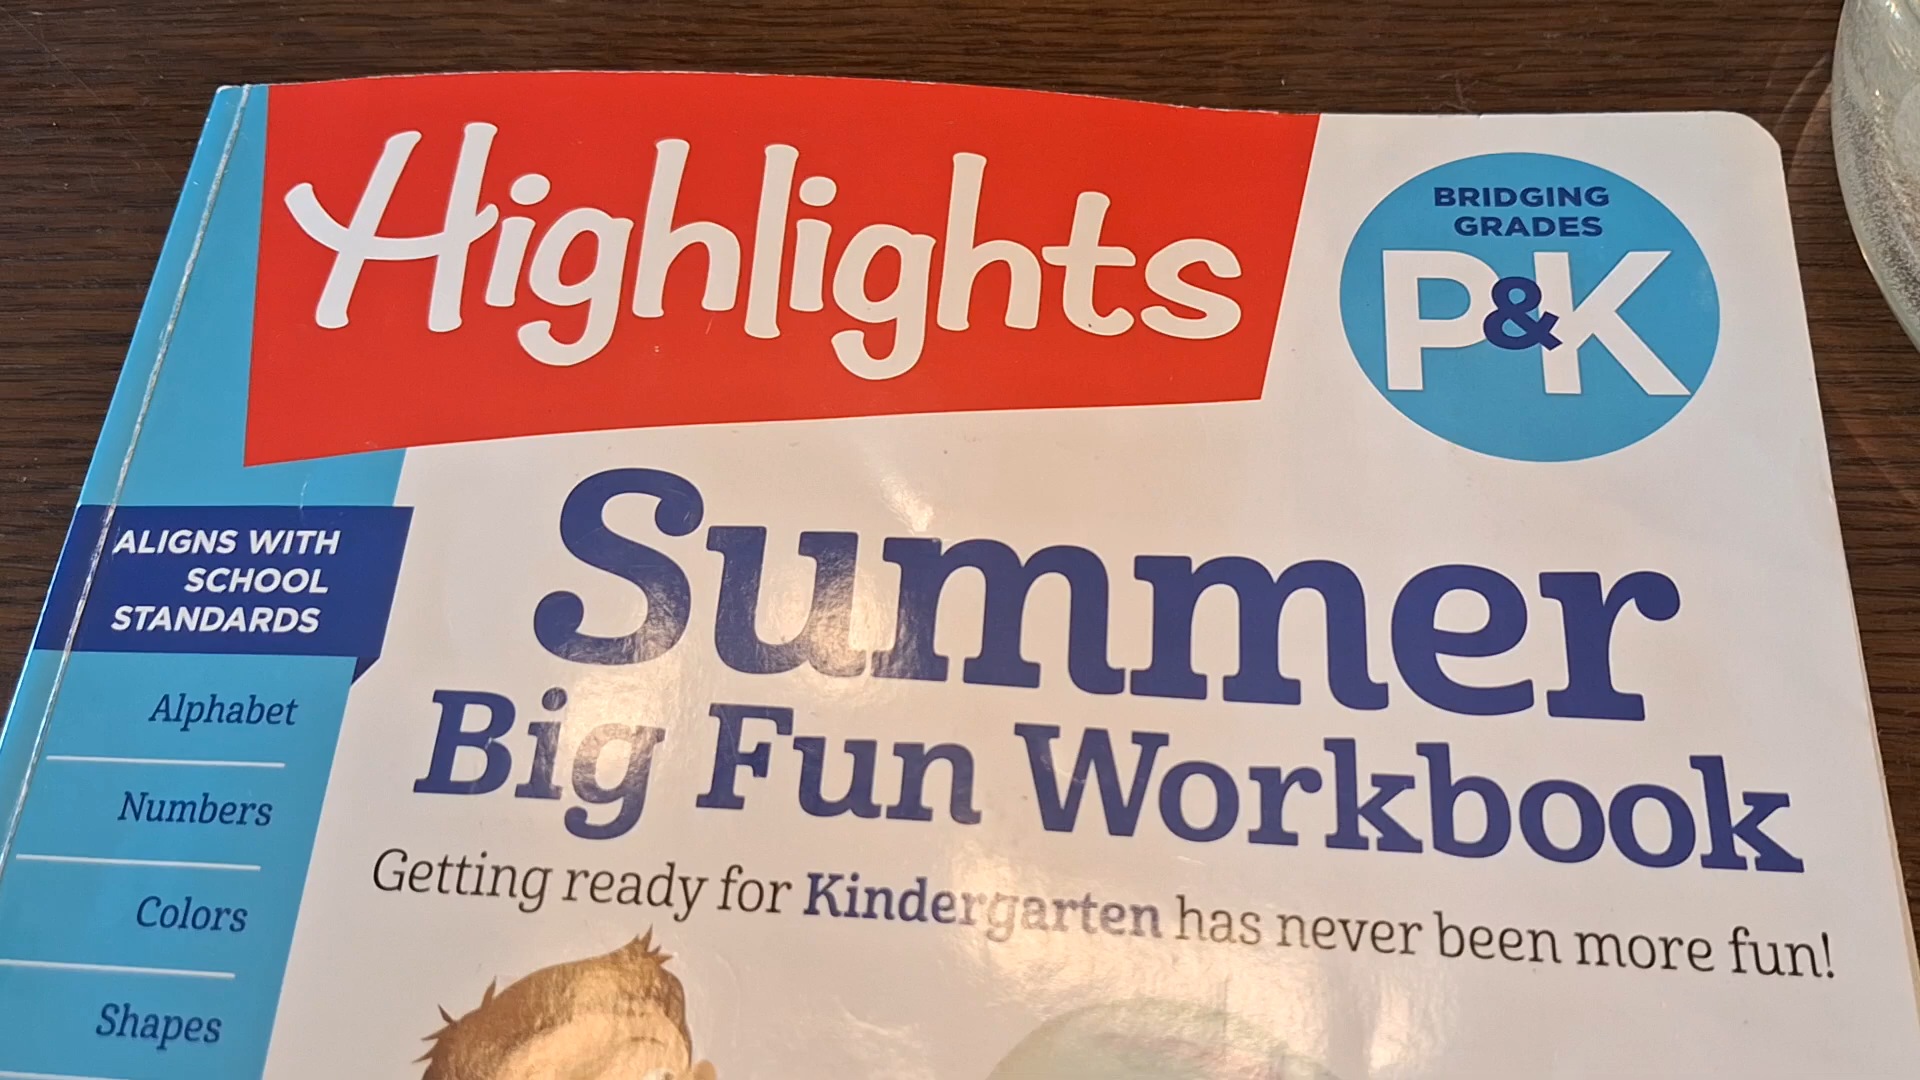 Highlights
BRIDGING
GRADES
P&K
Summer
Big Fun Workbook
Getting ready for Kindergarten has never been more fun!
ALIGNS WITH
SCHOOL
STANDARDS
Alphabet
Numbers
Colors
Shapes